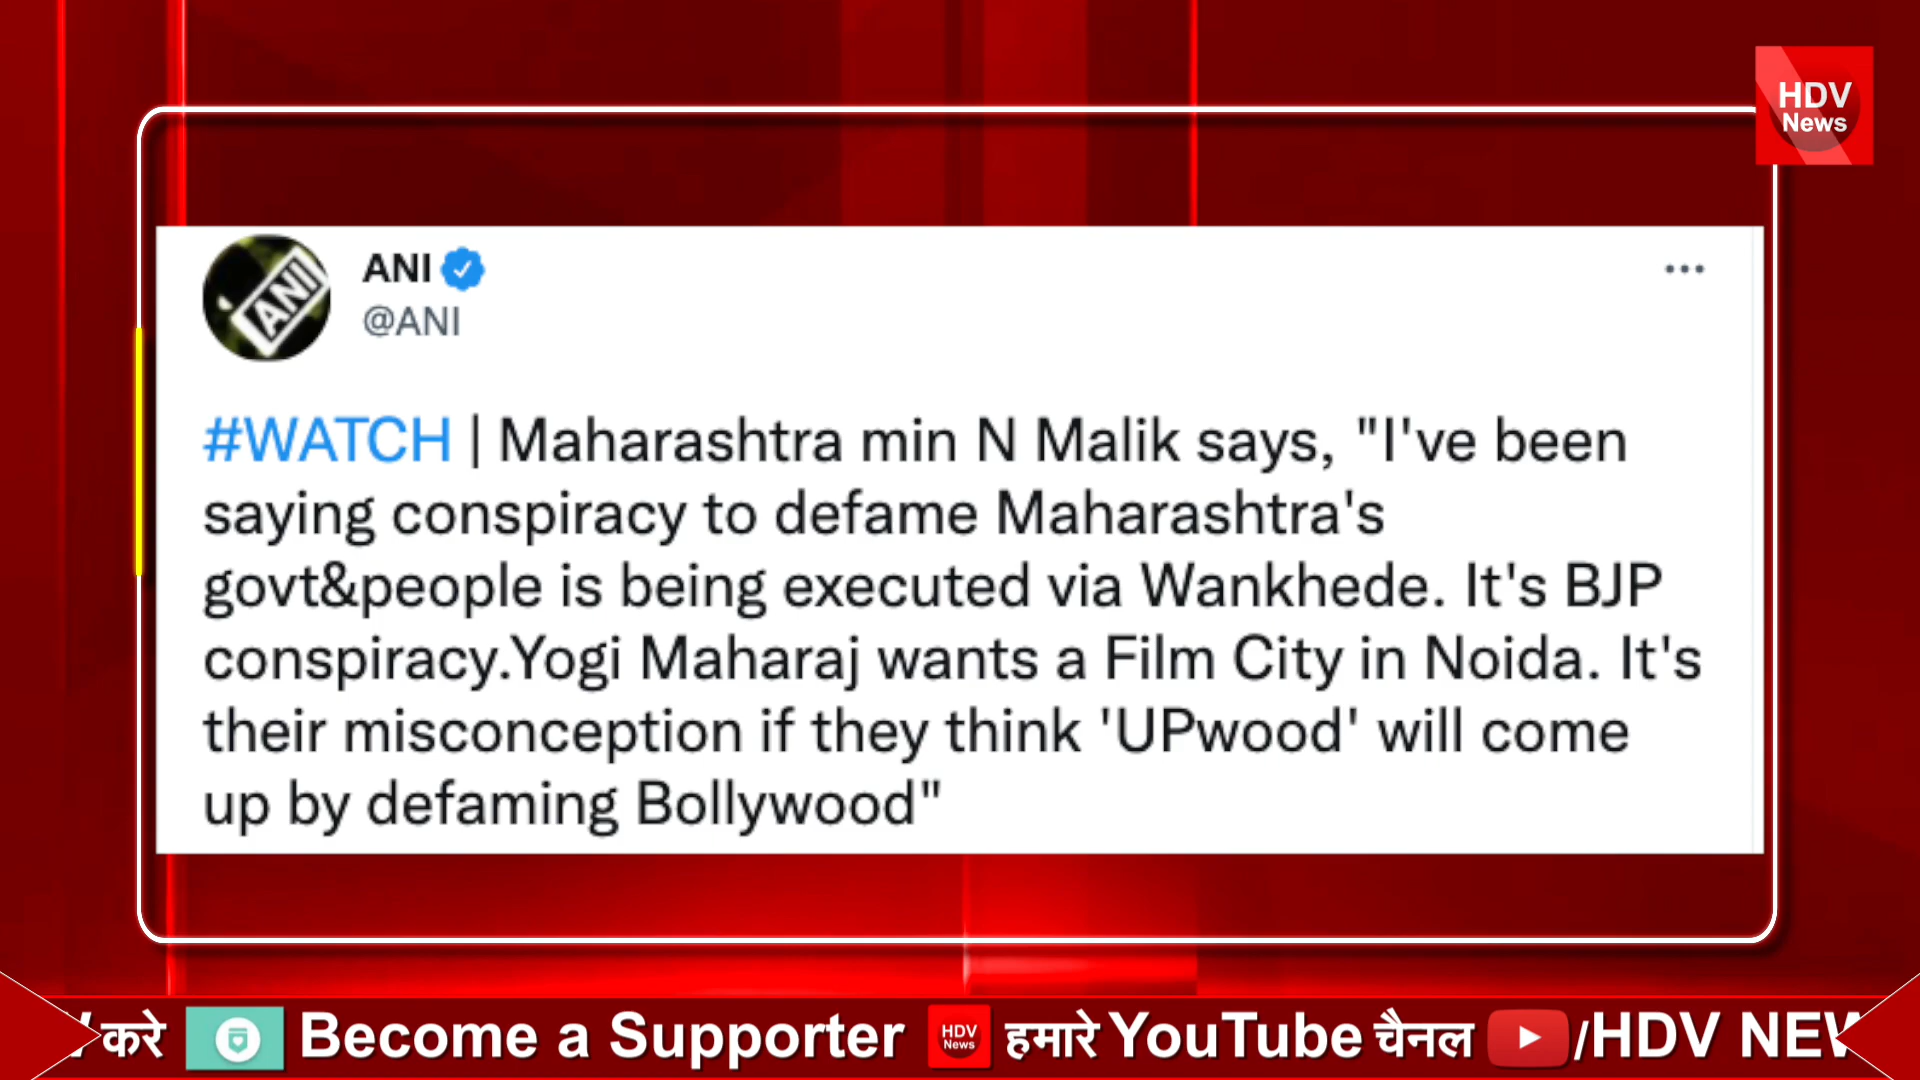 HDV
News
ANI
ANI
@ANI
#WATCH | Maharashtra min N Malik says, "I've been
saying conspiracy to defame Maharashtra's
govt&people is being executed via Wankhede. It's BJP
conspiracy.Yogi Maharaj wants a Film City in Noida. It's
their misconception if they think 'UPwood' will come
up by defaming Bollywood"
करे Become a Supporter HDV News हमारे YouTube चैनल /HDV